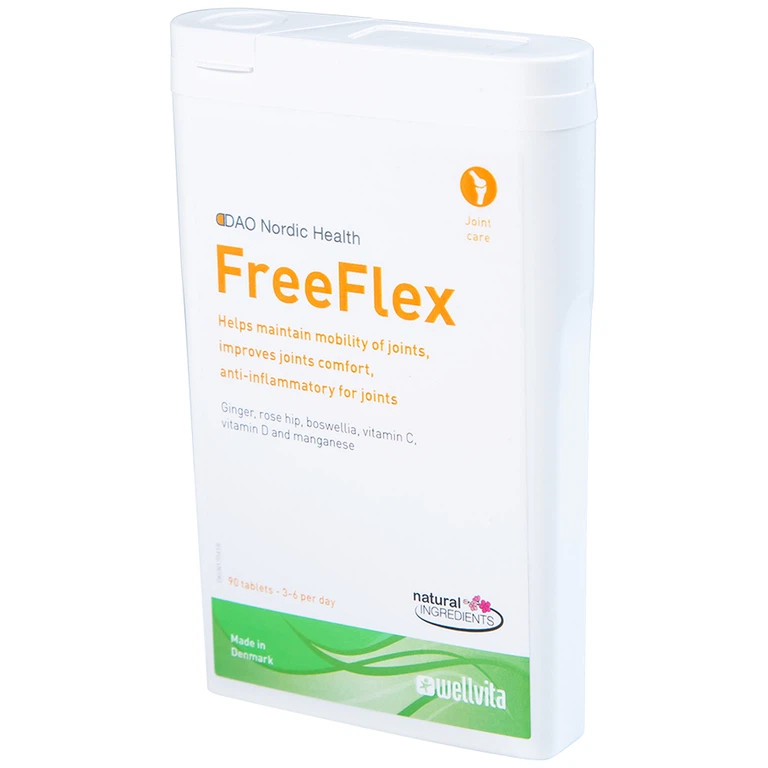 Joint
care
DAO Nordic Health
FreeFlex
Helps maintain mobility of joints,
improves joints comfort,
anti-inflammatory for joints
Ginger, rose hip, boswellia, vitamin C,
vitamin D and manganese
90 tablets - 3-6 per day
natural
INGREDIENTS
Made in
Denmark
wellvita